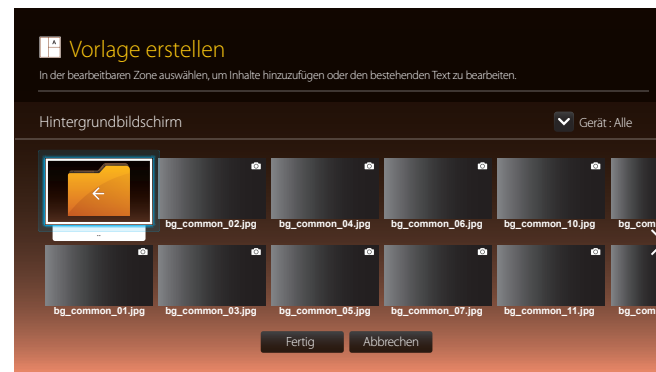 Vorlage erstellen
In der bearbeitbaren Zone auswählen, um Inhalte hinzuzufügen oder den bestehenden Text zu bearbeiten.
Hintergrundbildschirm
Gerät : Alle
bg_common_02.jpg bg_common_04.jpg bg_common_06.jpg bg_common_10.jpg bg_com
..
bg_common_01.jpg bg_common_03.jpg bg_common_05.jpg bg_common_07.jpg bg_common_11.jpg bg_com
Fertig Abbrechen